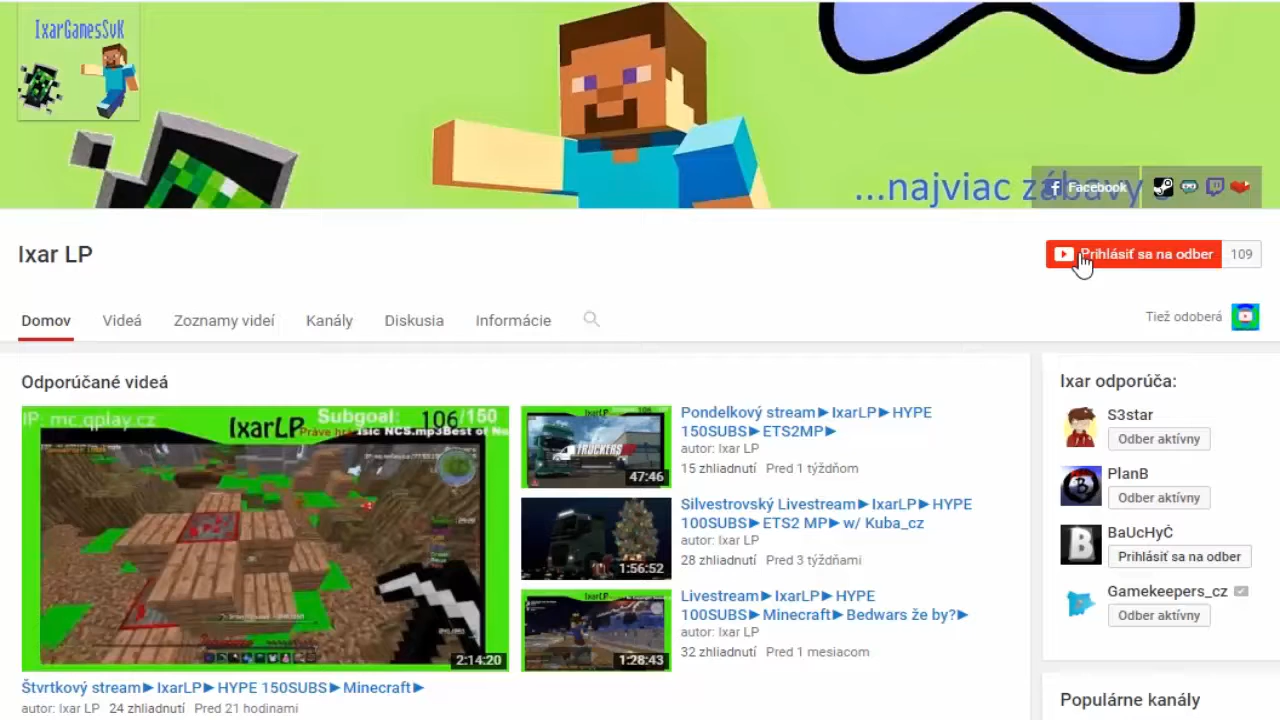 IxarGamesSvK
...najviac zábavy
Facebook
Ixar LP
Prihlásiť sa na odber
109
Domov
Videá
Zoznamy videí
Kanály
Diskusia
Informácie
Tiež odoberá
Odporúčané videá
IP: mc.qplay.cz
IxarLP
Subgoal: 106/150
2:14:20
Štvrtkový stream►IxarLP►HYPE 150SUBS►Minecraft►
autor: Ixar LP 24 zhliadnutí Pred 21 hodinami
TRUCKERS
47:46
Pondelkový stream►IxarLP►HYPE
150SUBS►ETS2MP►
autor: Ixar LP
15 zhliadnutí Pred 1 týždňom
1:56:52
Silvestrovský Livestream►IxarLP►HYPE
100SUBS►ETS2 MP►w/ Kuba_cz
autor: Ixar LP
28 zhliadnutí Pred 3 týždňami
1:28:43
Livestream►IxarLP►HYPE
100SUBS►Minecraft►Bedwars že by?►
autor: Ixar LP
32 zhliadnutí Pred 1 mesiacom
Ixar odporúča:
S3star
Odber aktívny
PlanB
Odber aktívny
BaUcHyČ
Prihlásiť sa na odber
Gamekeepers_cz
Odber aktívny
Populárne kanály